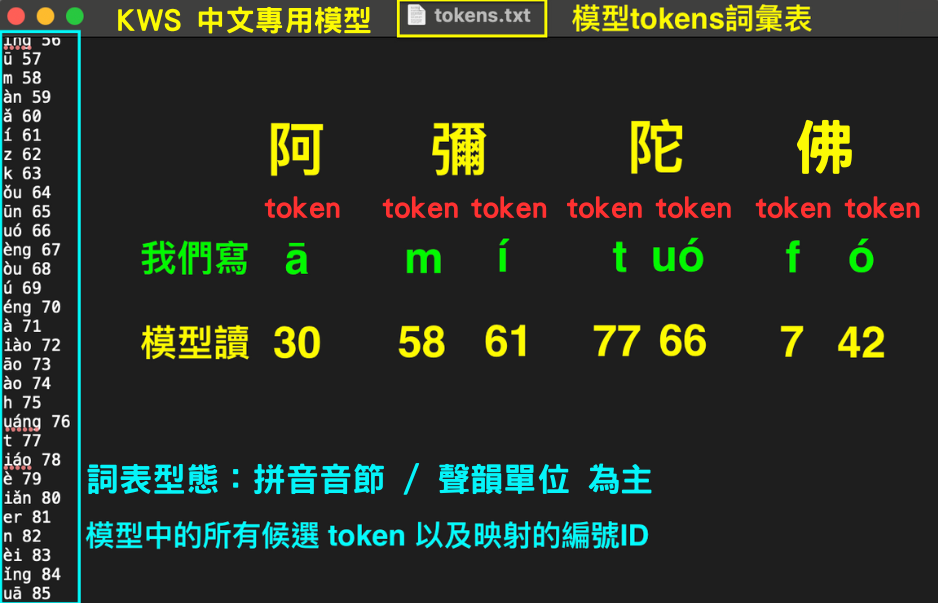 KWS 中文專用模型
tokens.txt
模型tokens詞彙表
īng 56
ū 57
m 58
àn 59
ǎ 60
í 61
z 62
k 63
ǒu 64
ūn 65
uó 66
èng 67
òu 68
ú 69
éng 70
à 71
iào 72
āo 73
ào 74
h 75
uáng 76
t 77
iáo 78
è 79
iǎn 80
er 81
n 82
èi 83
ǐng 84
uā 85
阿 彌 陀 佛
token token token token token token token
我們寫 ā m í t uó f ó
模型讀 30 58 61 77 66 7 42
詞表型態：拼音音節 / 聲韻單位 為主
模型中的所有候選 token 以及映射的編號ID